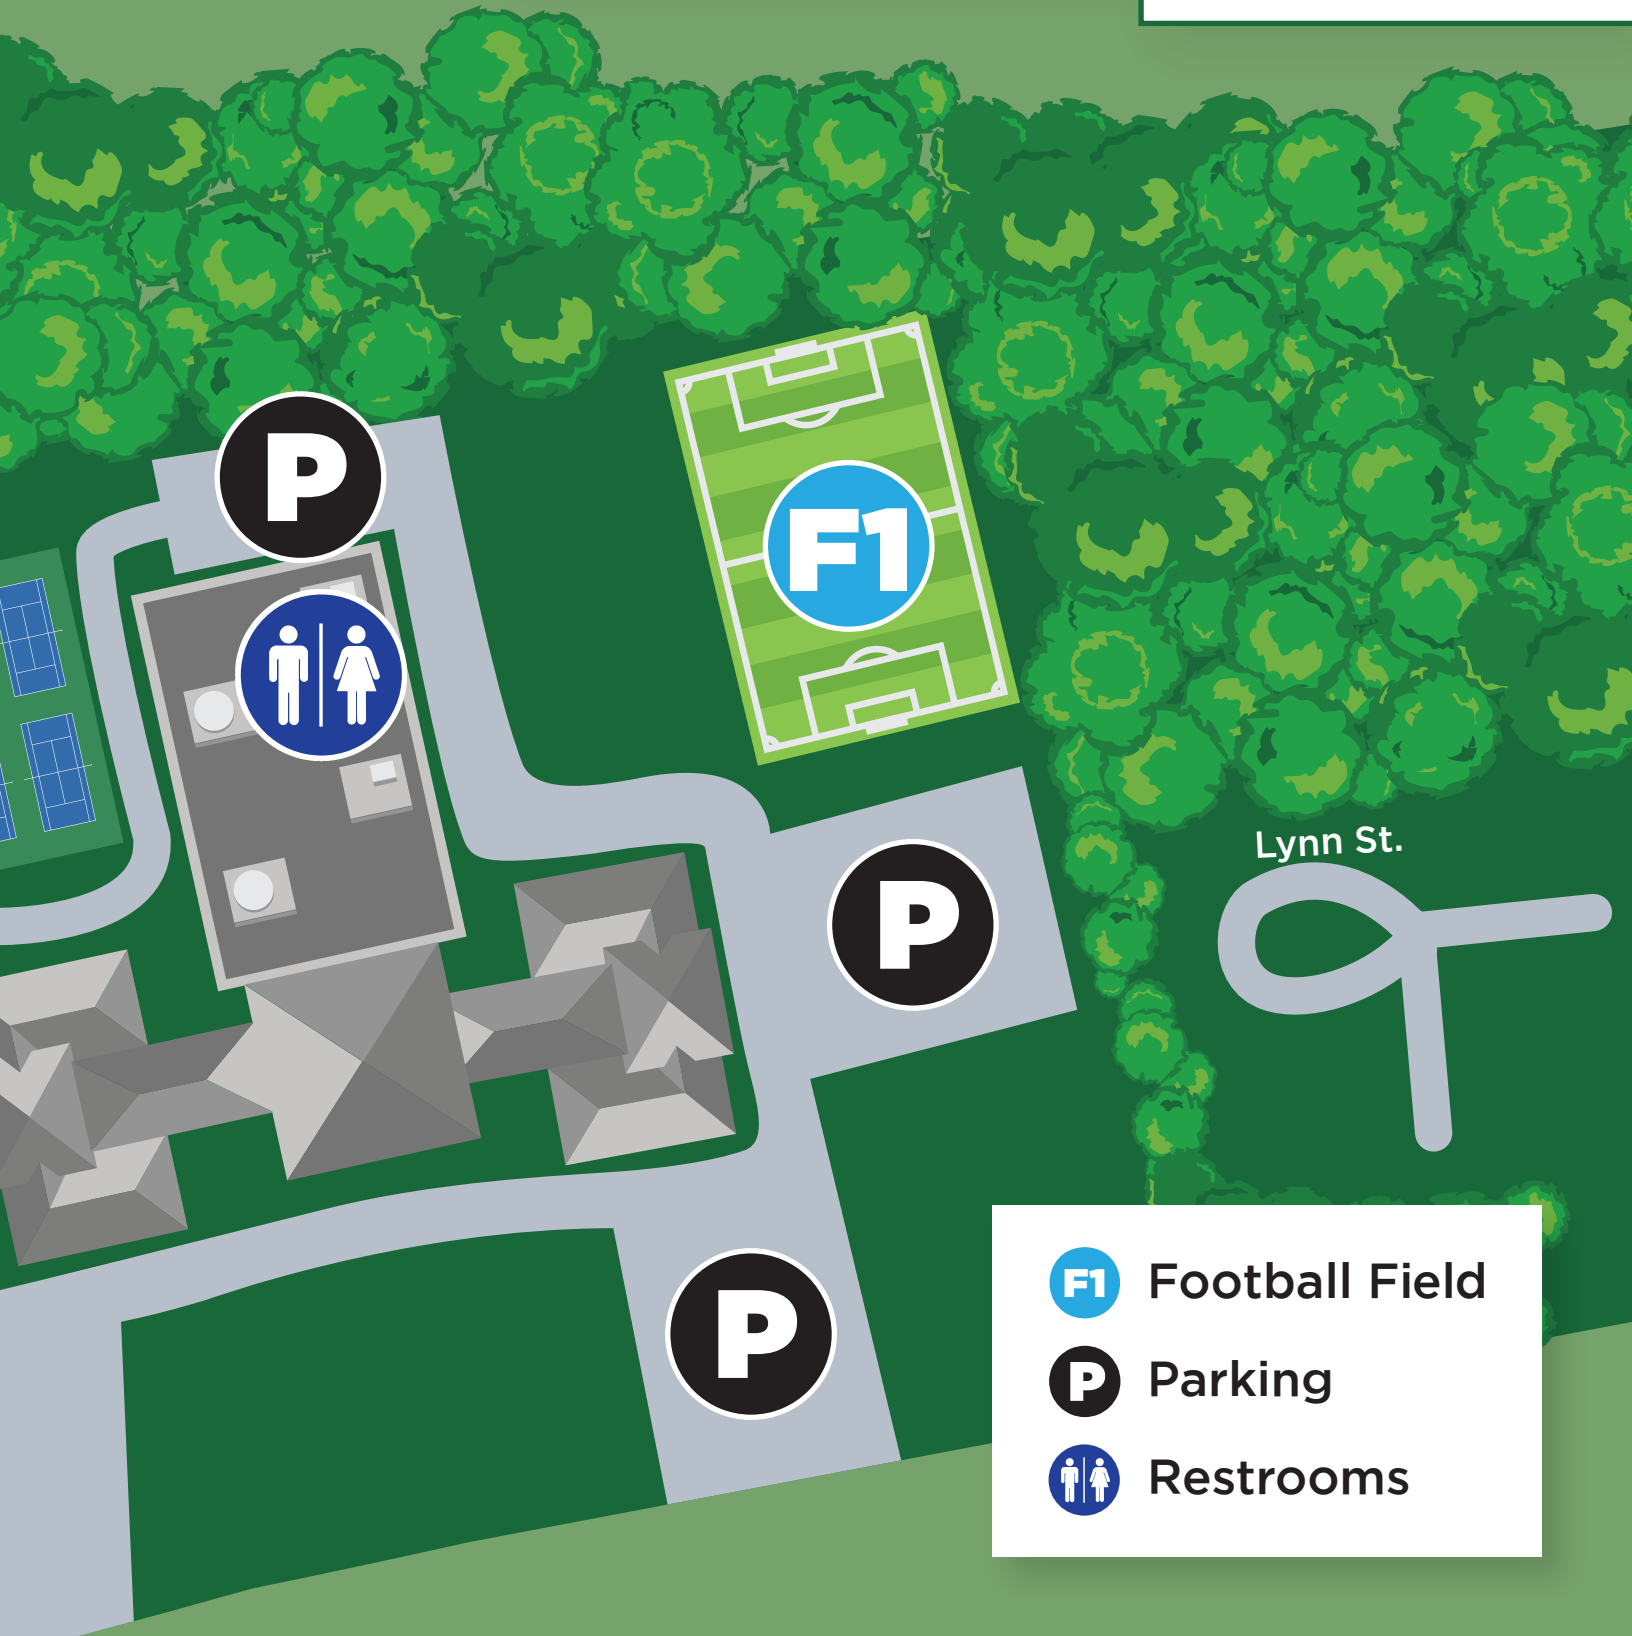 P
F1
Lynn St.
P
P
F1 Football Field
P Parking
Restrooms